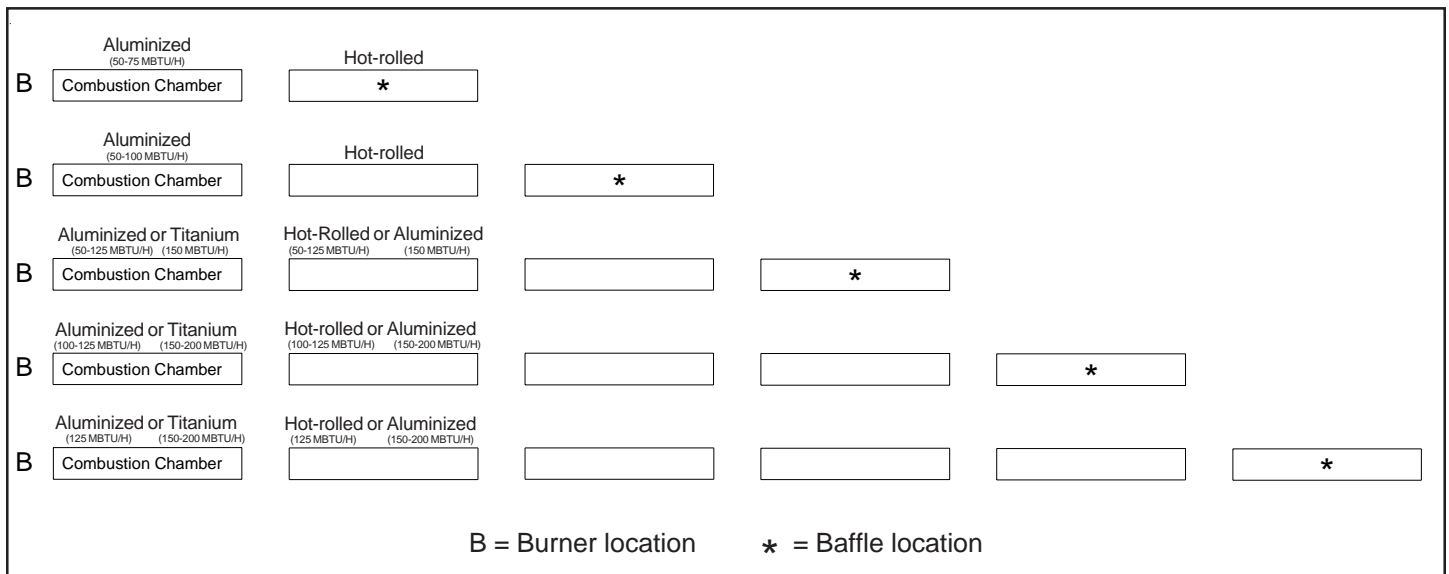 Aluminized Hot-rolled
(50-75 MBTU/H)
B Combustion Chamber *
Aluminized Hot-rolled
(50-100 MBTU/H)
B Combustion Chamber *
Aluminized or Titanium Hot-Rolled or Aluminized
(50-125 MBTU/H) (150 MBTU/H) (50-125 MBTU/H) (150 MBTU/H)
B Combustion Chamber *
Aluminized or Titanium Hot-rolled or Aluminized
(100-125 MBTU/H) (150-200 MBTU/H) (100-125 MBTU/H) (150-200 MBTU/H)
B Combustion Chamber *
Aluminized or Titanium Hot-rolled or Aluminized
(125 MBTU/H) (150-200 MBTU/H) (125 MBTU/H) (150-200 MBTU/H)
B Combustion Chamber *
B = Burner location * = Baffle location